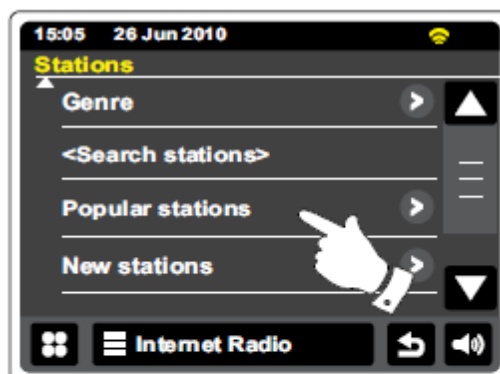 15:05 26 Jun 2010
Stations
Genre
<Search stations>
Popular stations
New stations
Internet Radio